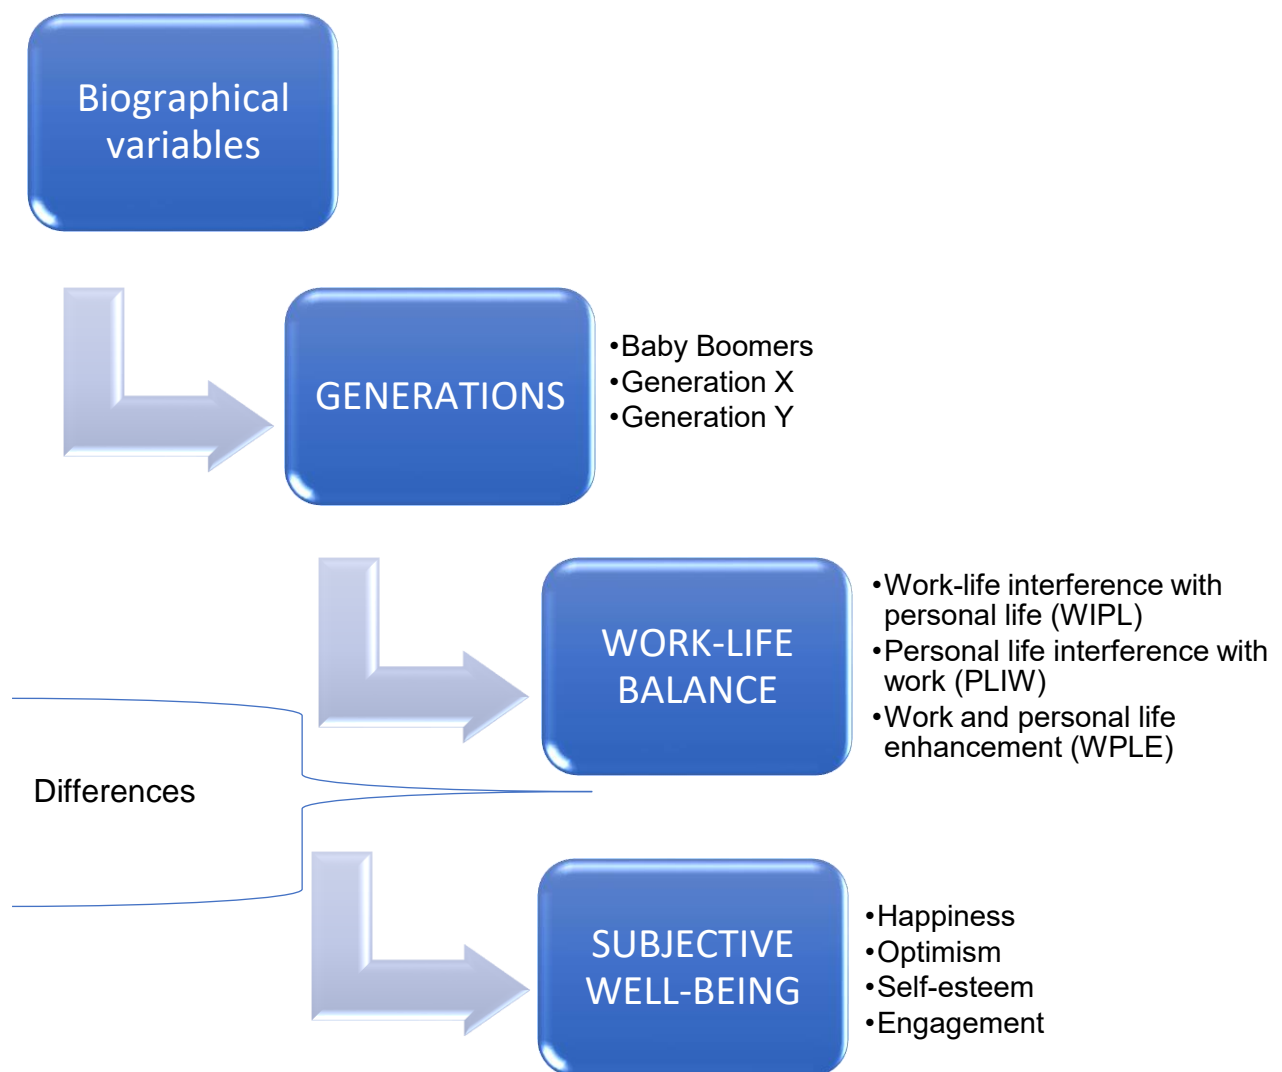 Biographical
variables
GENERATIONS
•Baby Boomers
•Generation X
•Generation Y
WORK-LIFE
BALANCE
•Work-life interference with
personal life (WIPL)
•Personal life interference with
work (PLIW)
•Work and personal life
enhancement (WPLE)
Differences
SUBJECTIVE
WELL-BEING
•Happiness
•Optimism
•Self-esteem
•Engagement